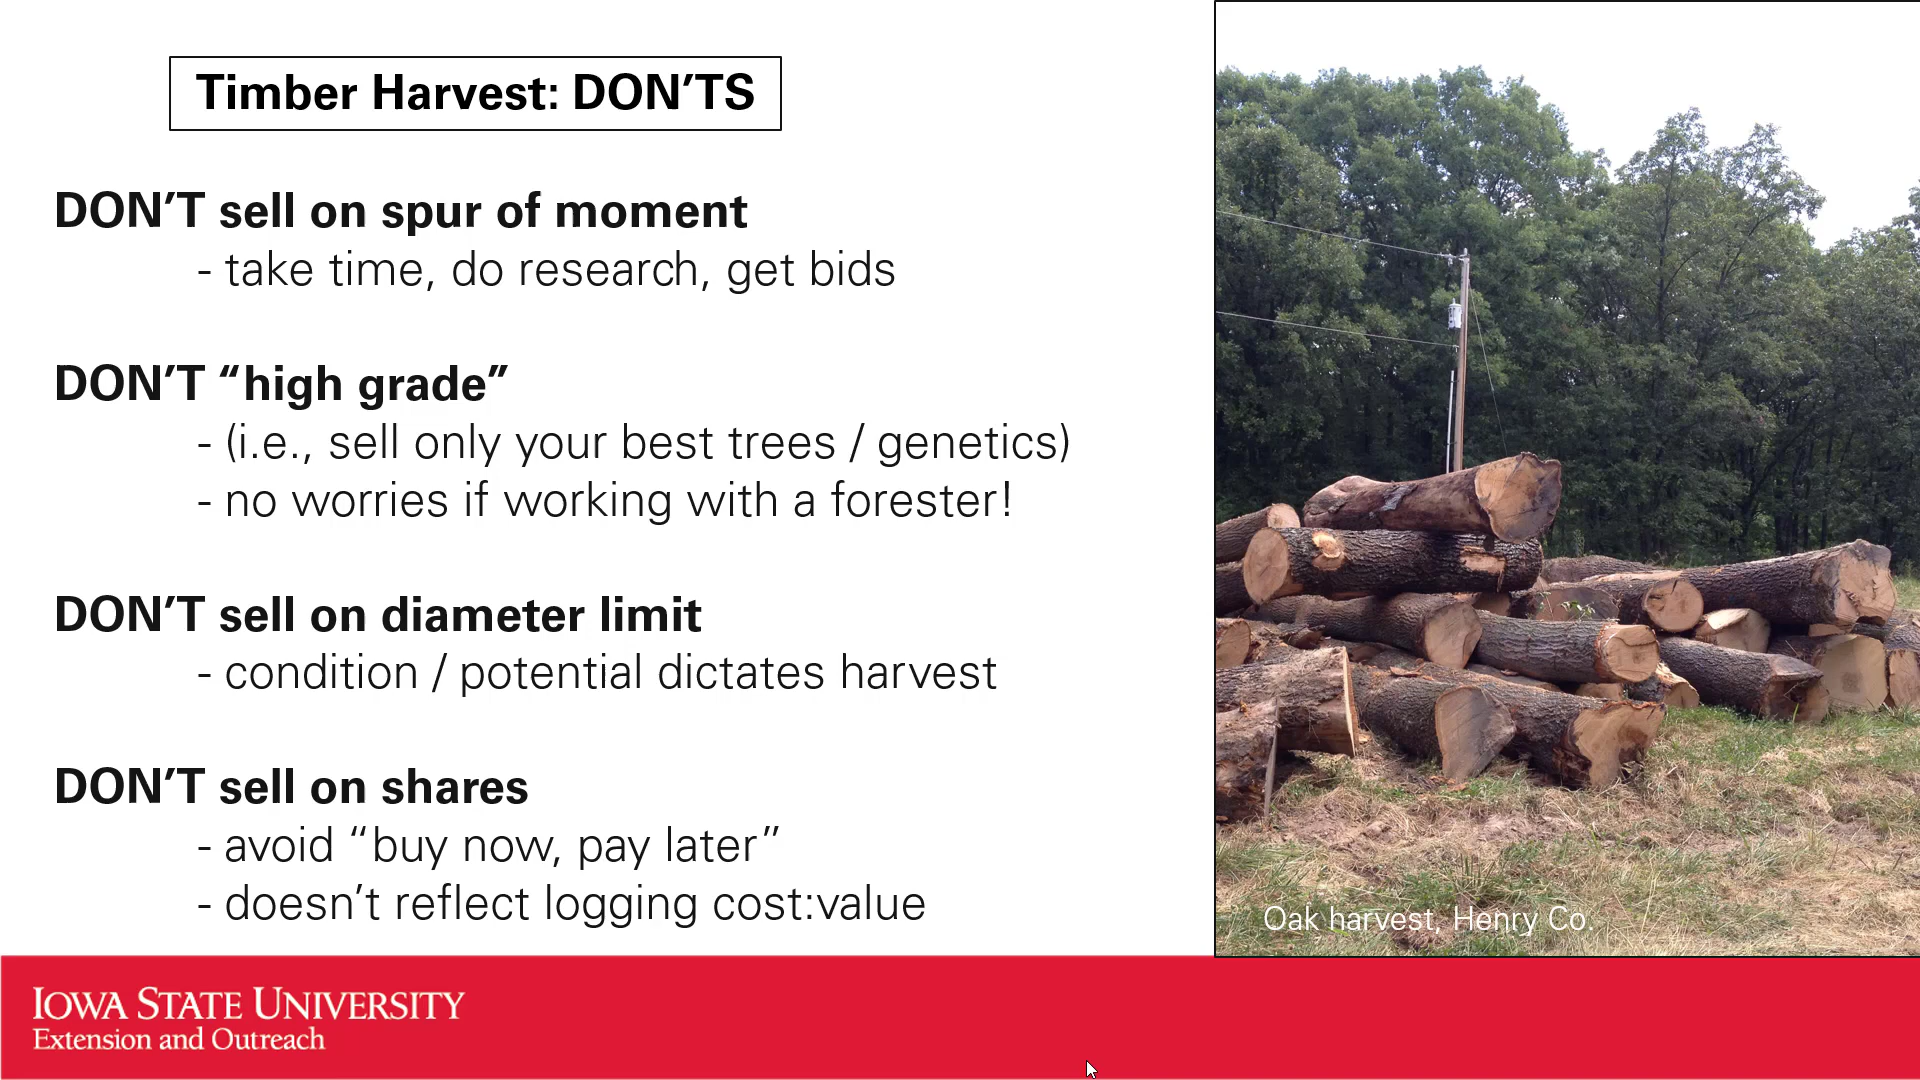 Timber Harvest: DON’TS
DON’T sell on spur of moment
- take time, do research, get bids
DON’T “high grade”
- (i.e., sell only your best trees / genetics)
- no worries if working with a forester!
DON’T sell on diameter limit
- condition / potential dictates harvest
DON’T sell on shares
- avoid “buy now, pay later”
- doesn’t reflect logging cost:value
Oak harvest, Henry Co.
IOWA STATE UNIVERSITY
Extension and Outreach